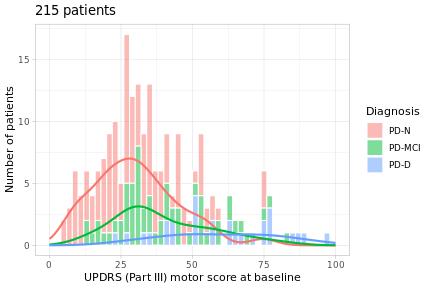 215 patients
Number of patients
15
10
5
0
0
25
50
75
100
UPDRS (Part III) motor score at baseline
Diagnosis
PD-N
PD-MCI
PD-D